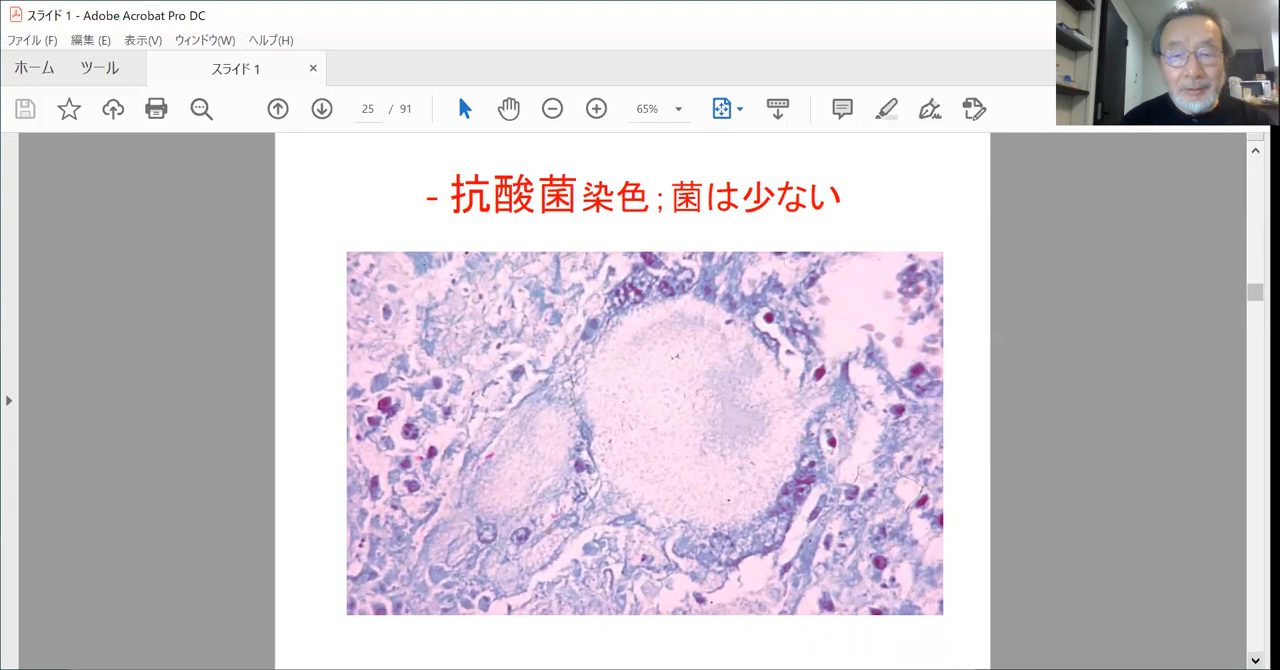 スライド 1 - Adobe Acrobat Pro DC
ファイル (F) 編集 (E) 表示(V) ウィンドウ(W) ヘルプ(H)
ホーム ツール スライド 1 ×
25 / 91 65%
- 抗酸菌染色 ; 菌は少ない